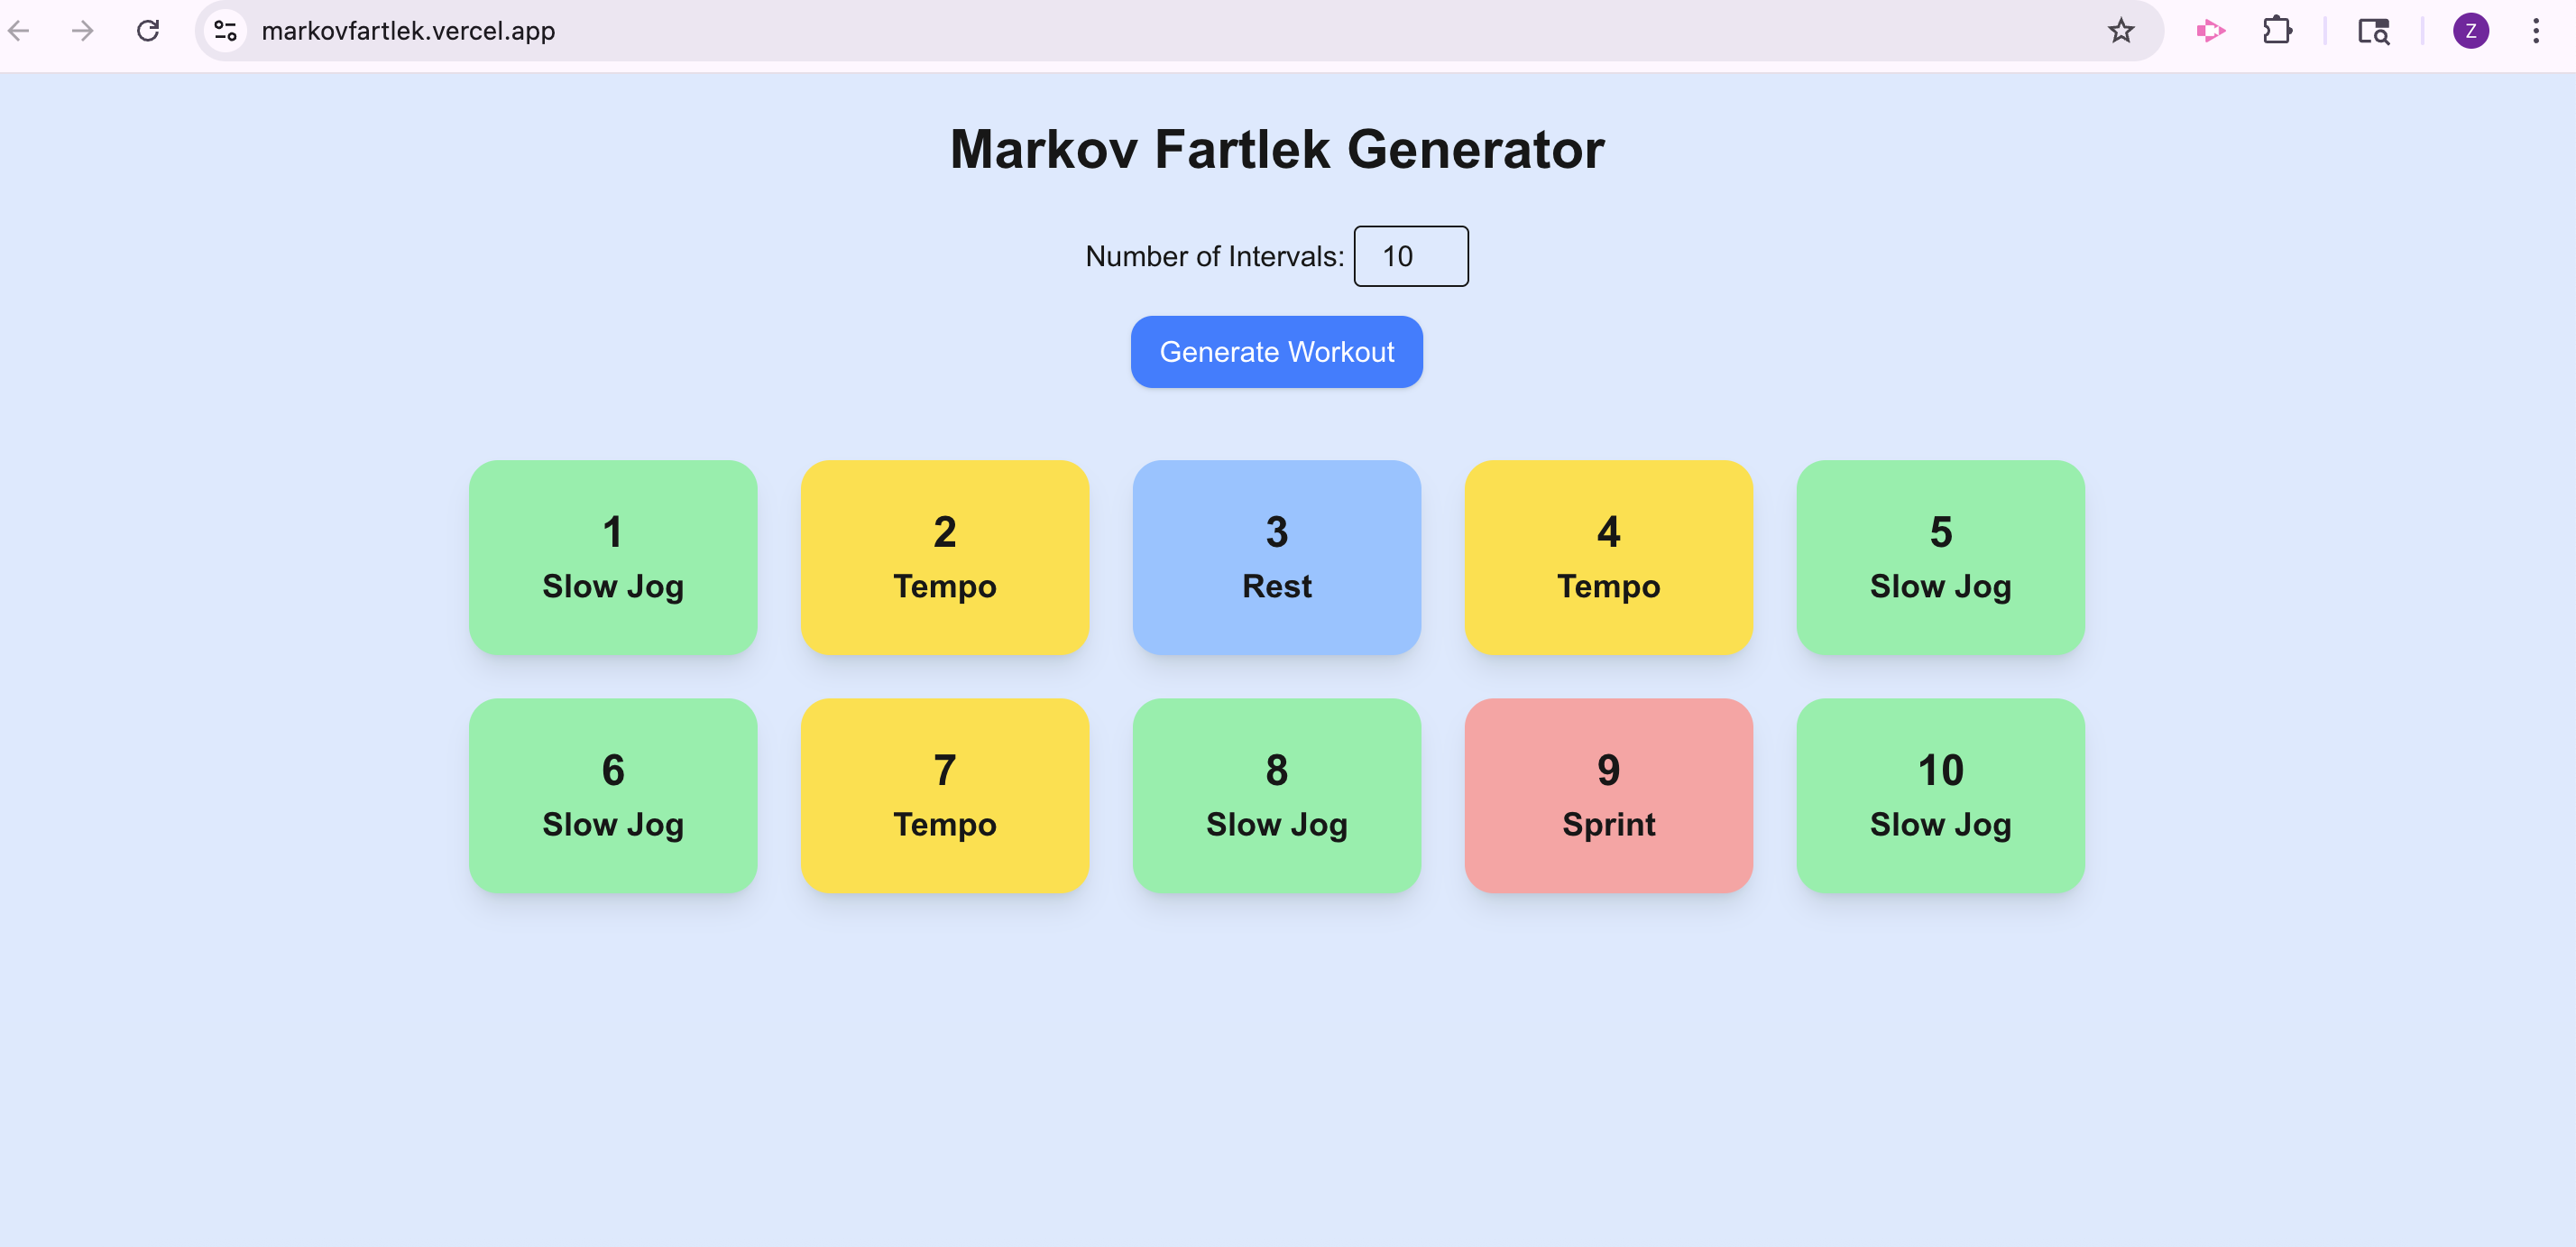 markovfartlek.vercel.app
Z
Markov Fartlek Generator
Number of Intervals: 10
Generate Workout
1
Slow Jog
2
Tempo
3
Rest
4
Tempo
5
Slow Jog
6
Slow Jog
7
Tempo
8
Slow Jog
9
Sprint
10
Slow Jog